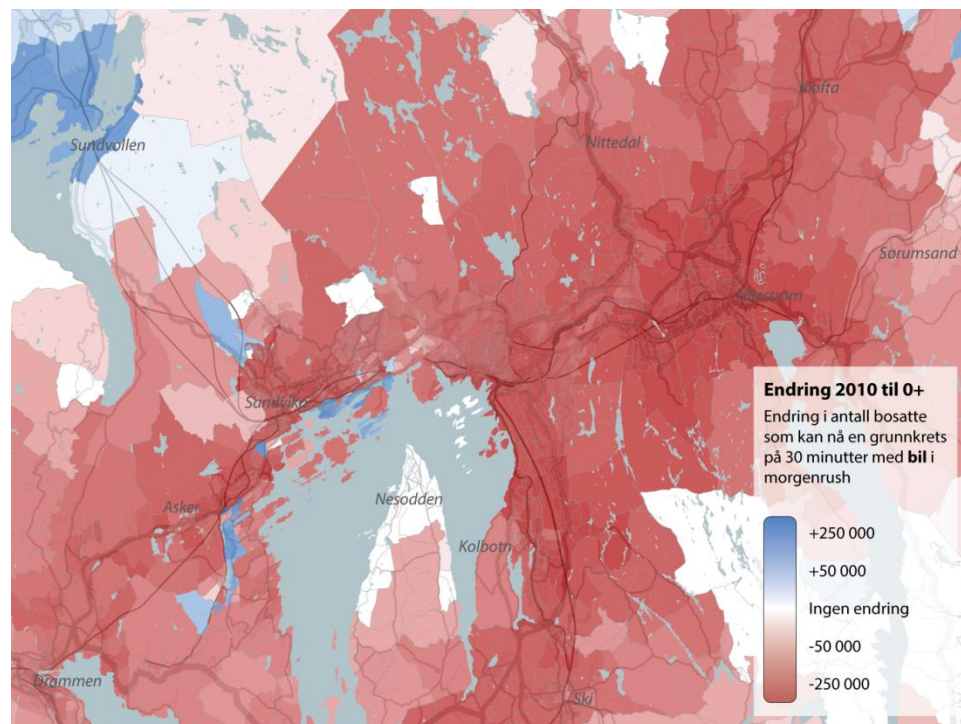 Kløfta
Sundvollen
Nittedal
Sørumsand
Lillestrøm
Endring 2010 til 0+
Endring i antall bosatte
som kan nå en grunnkrets
på 30 minutter med bil i
morgenrush
Sandvika
Nesodden
Asker
Kolbotn
+250 000
+50 000
Ingen endring
-50 000
-250 000
Drammen
Ski